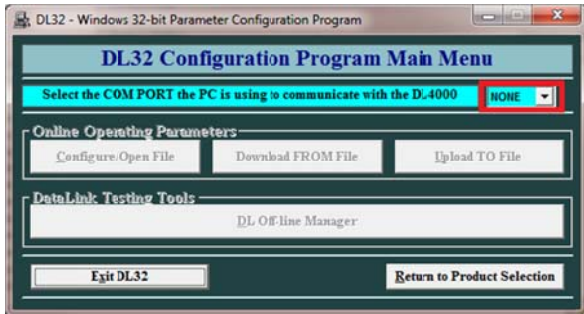 DL32 - Windows 32-bit Parameter Configuration Program
DL32 Configuration Program Main Menu
Select the COM PORT the PC is using to communicate with the DL4000 NONE
Online Operating Parameters
Configure/Open File Download FROM File Upload TO File
DataLink Testing Tools
DL Off-line Manager
Exit DL32 Return to Product Selection